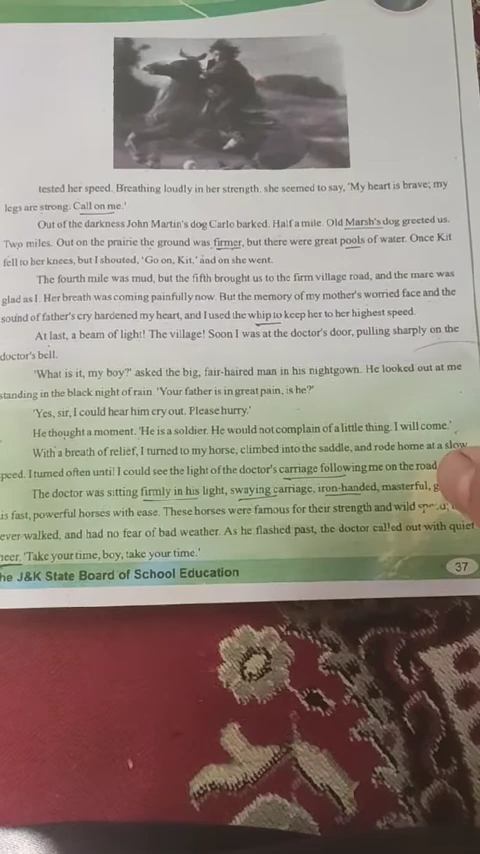 tested her speed. Breathing loudly in her strength, she seemed to say, 'My heart is brave; my
legs are strong. Call on me.'
Out of the darkness John Martin's dog Carlo barked. Half a mile. Old Marsh's dog greeted us.
Two miles. Out on the prairie the ground was firmer, but there were great pools of water. Once Kit
fell to her knees, but I shouted, 'Go on, Kit,' and on she went.
The fourth mile was mud, but the fifth brought us to the firm village road, and the mare was
glad as I. Her breath was coming painfully now. But the memory of my mother's worried face and the
sound of father's cry hardened my heart, and I used the whip to keep her to her highest speed.
At last, a beam of light! The village! Soon I was at the doctor's door, pulling sharply on the
doctor's bell.
'What is it, my boy?' asked the big, fair-haired man in his nightgown. He looked out at me
standing in the black night of rain 'Your father is in great pain, is he?'
'Yes, sir, I could hear him cry out. Please hurry.'
He thought a moment. 'He is a soldier. He would not complain of a little thing. I will come.'
With a breath of relief, I turned to my horse, climbed into the saddle, and rode home at a slow
peed. I turned often until I could see the light of the doctor's carriage following me on the road
The doctor was sitting firmly in his light, swaying carriage, iron-handed, masterful,
is fast, powerful horses with ease. These horses were famous for their strength and wild
ever walked, and had no fear of bad weather. As he flashed past, the doctor called out with quiet
heer, 'Take your time, boy, take your time.'
he J&K State Board of School Education
37